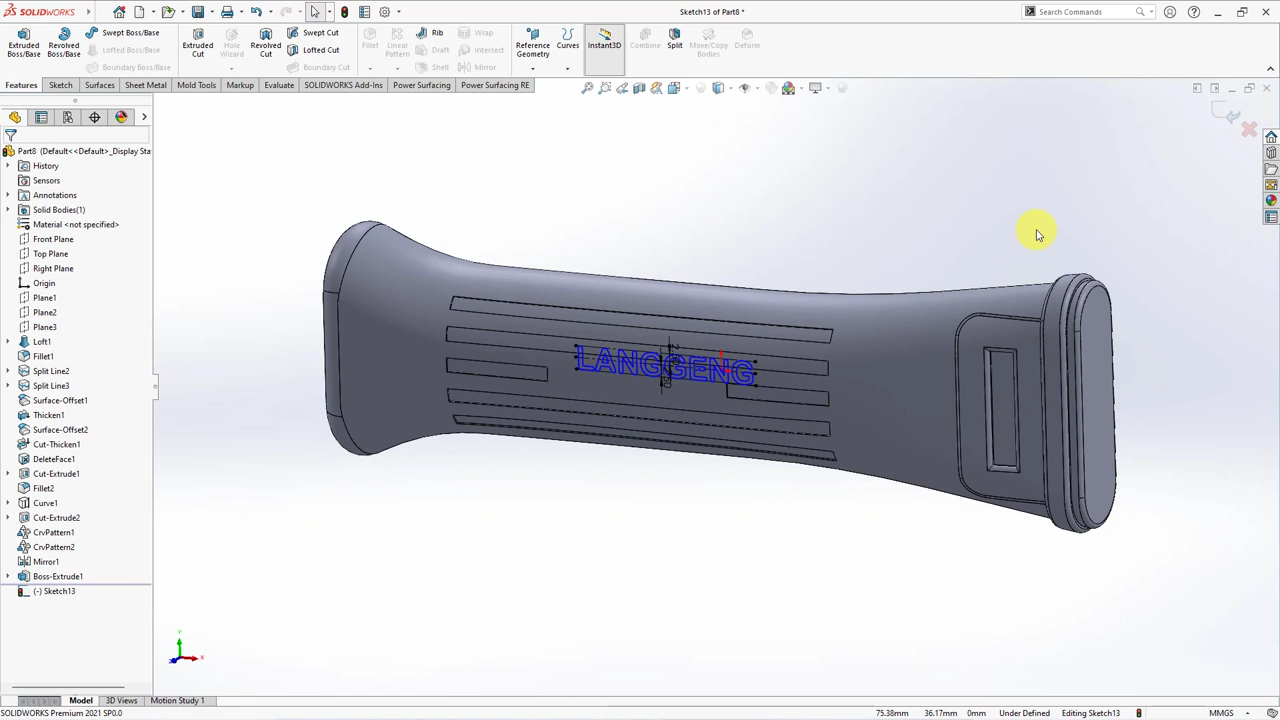 SOLIDWORKS
Sketch13 of Part8 *
Search Commands
Extruded Boss/Base
Revolved Boss/Base
Swept Boss/Base
Lofted Boss/Base
Boundary Boss/Base
Extruded Cut
Hole Wizard
Revolved Cut
Swept Cut
Lofted Cut
Boundary Cut
Fillet
Linear Pattern
Rib
Draft
Shell
Wrap
Intersect
Mirror
Reference Geometry
Curves
Instant3D
Combine
Split
Move/Copy Bodies
Deform
Features
Sketch
Surfaces
Sheet Metal
Mold Tools
Markup
Evaluate
SOLIDWORKS Add-Ins
Power Surfacing
Power Surfacing RE
Part8 (Default<<Default>_Display Sta
History
Sensors
Annotations
Solid Bodies(1)
Material <not specified>
Front Plane
Top Plane
Right Plane
Origin
Plane1
Plane2
Plane3
Loft1
Fillet1
Split Line2
Split Line3
Surface-Offset1
Thicken1
Surface-Offset2
Cut-Thicken1
DeleteFace1
Cut-Extrude1
Fillet2
Curve1
Cut-Extrude2
CrvPattern1
CrvPattern2
Mirror1
Boss-Extrude1
(-) Sketch13
LANGGENG
Y
X
Z
Model
3D Views
Motion Study 1
SOLIDWORKS Premium 2021 SP0.0
75.38mm
36.17mm
0mm
Under Defined
Editing Sketch13
MMGS